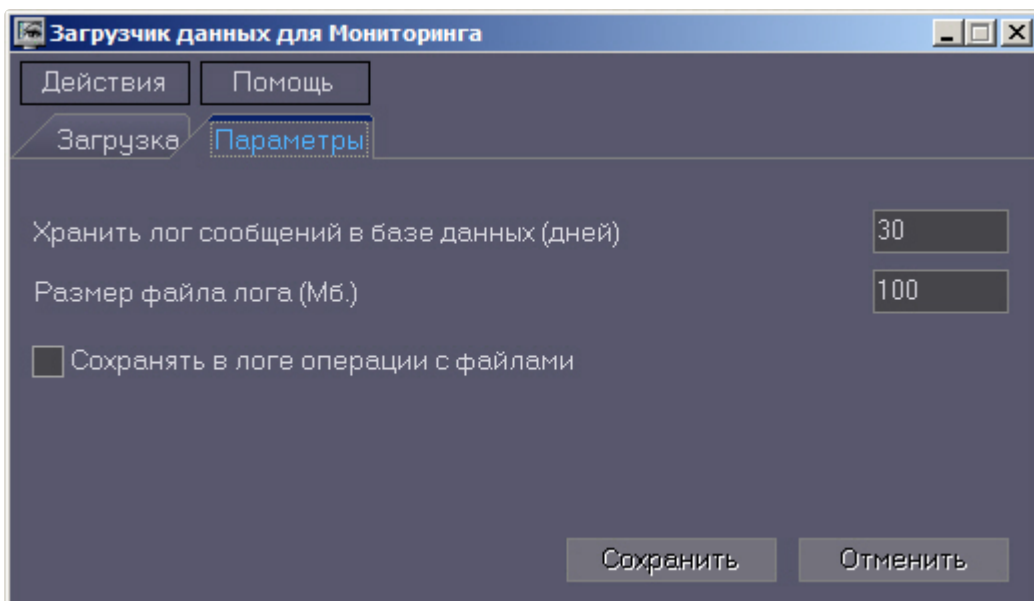 Загрузчик данных для Мониторинга
Действия Помощь
Загрузка Параметры
Хранить лог сообщений в базе данных (дней) 30
Размер файла лога (Мб.) 100
Сохранять в логе операции с файлами
Сохранить Отменить